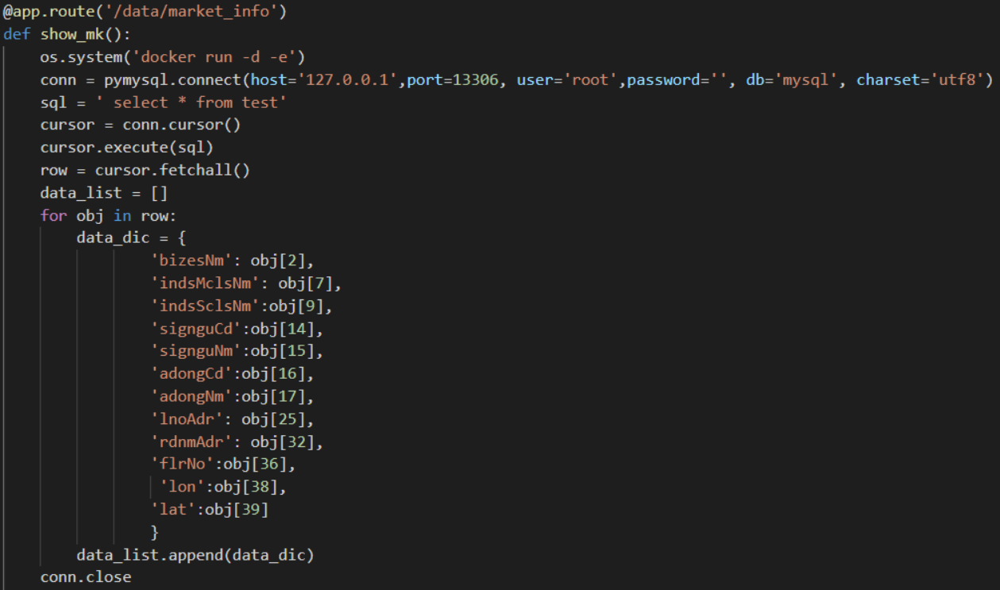 @app.route('/data/market_info')
def show_mk():
    os.system('docker run -d -e')
    conn = pymysql.connect(host='127.0.0.1',port=13306, user='root',password='', db='mysql', charset='utf8')
    sql = ' select * from test'
    cursor = conn.cursor()
    cursor.execute(sql)
    row = cursor.fetchall()
    data_list = []
    for obj in row:
        data_dic = {
                'bizesNm': obj[2],
                'indsMclsNm': obj[7],
                'indsSclsNm':obj[9],
                'signguCd':obj[14],
                'signguNm':obj[15],
                'adongCd':obj[16],
                'adongNm':obj[17],
                'lnoAdr': obj[25],
                'rdnmAdr': obj[32],
                'flrNo':obj[36],
                 'lon':obj[38],
                'lat':obj[39]
                }
        data_list.append(data_dic)
    conn.close